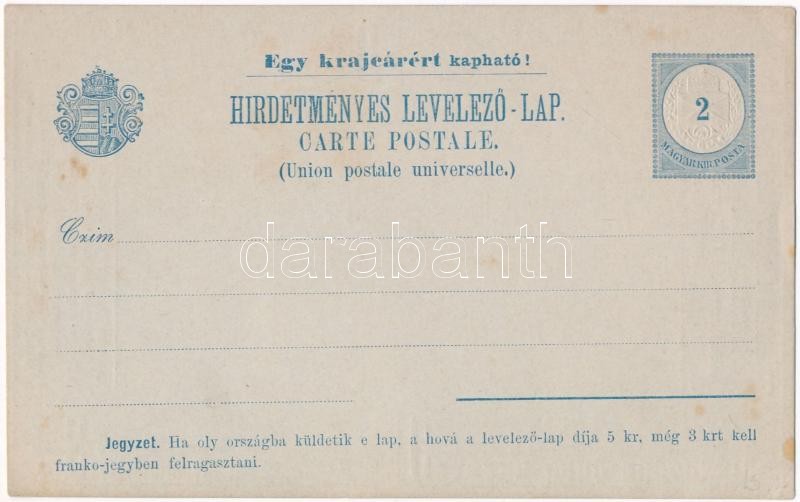 Egy krajcárért kapható!
HIRDETMÉNYES LEVELEZŐ-LAP.
CARTE POSTALE.
(Union postale universelle.)
2
MAGYAR KIR. POSTA
Czim
darabanth
Jegyzet. Ha oly országba küldetik e lap, a hová a levelező-lap díja 5 kr, még 3 krt kell
franko-jegyben felragasztani.